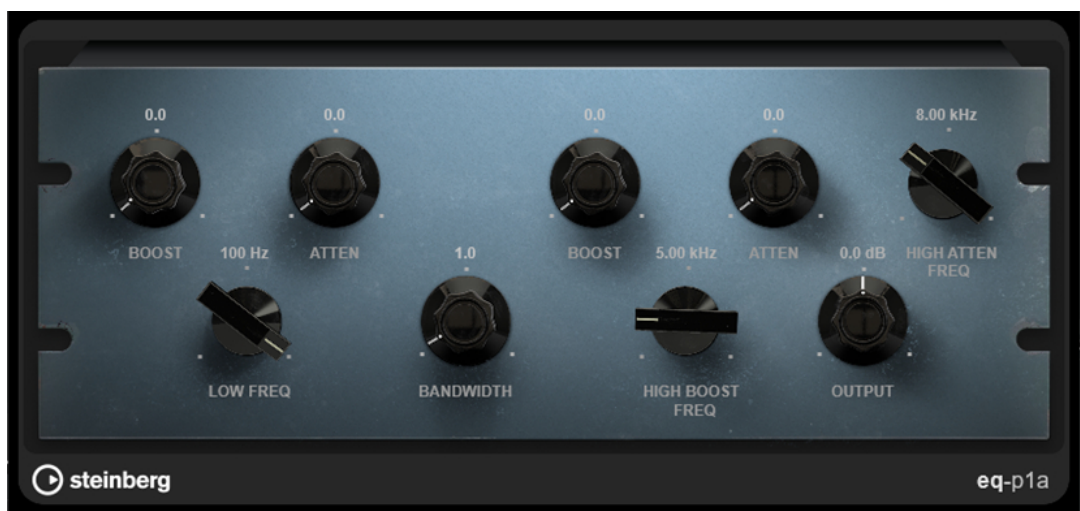 0.0 0.0 0.0 0.0 8.00 kHz
BOOST 100 Hz ATTEN 1.0 BOOST 5.00 kHz ATTEN 0.0 dB HIGH ATTEN
FREQ
LOW FREQ BANDWIDTH HIGH BOOST OUTPUT
FREQ
steinberg eq-p1a